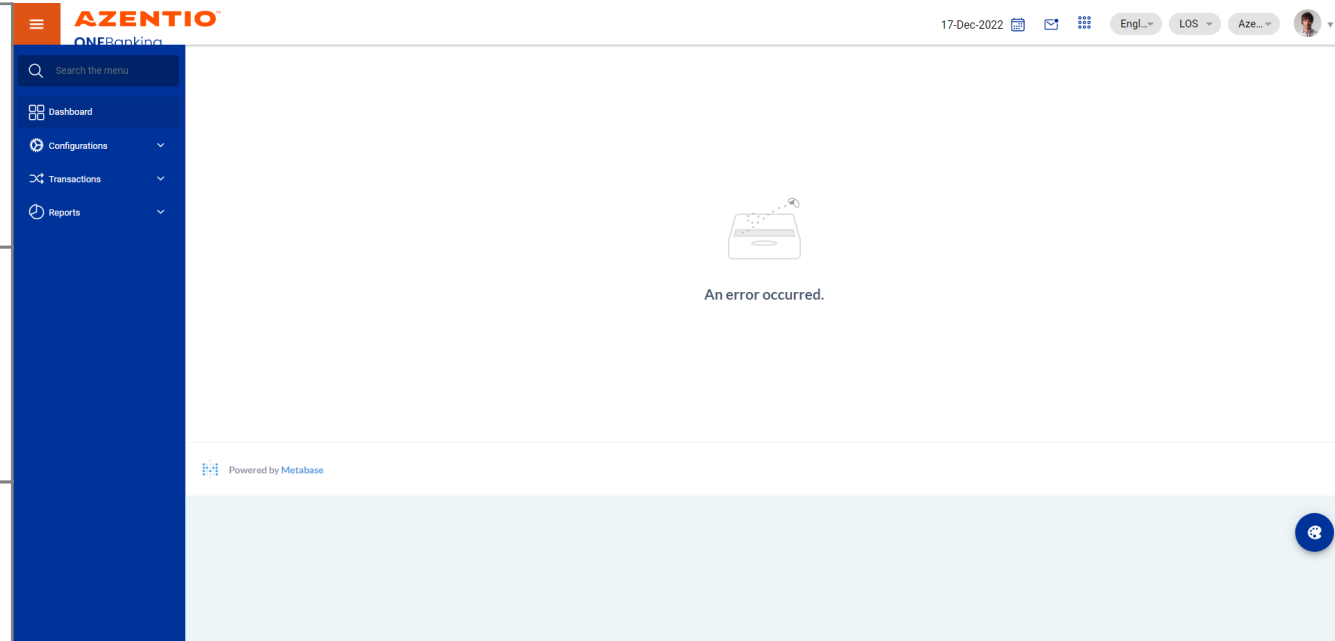 AZENTIO™
ONEBanking
17-Dec-2022
Engl...
LOS
Aze...
Search the menu
Dashboard
Configurations
Transactions
Reports
An error occurred.
Powered by Metabase